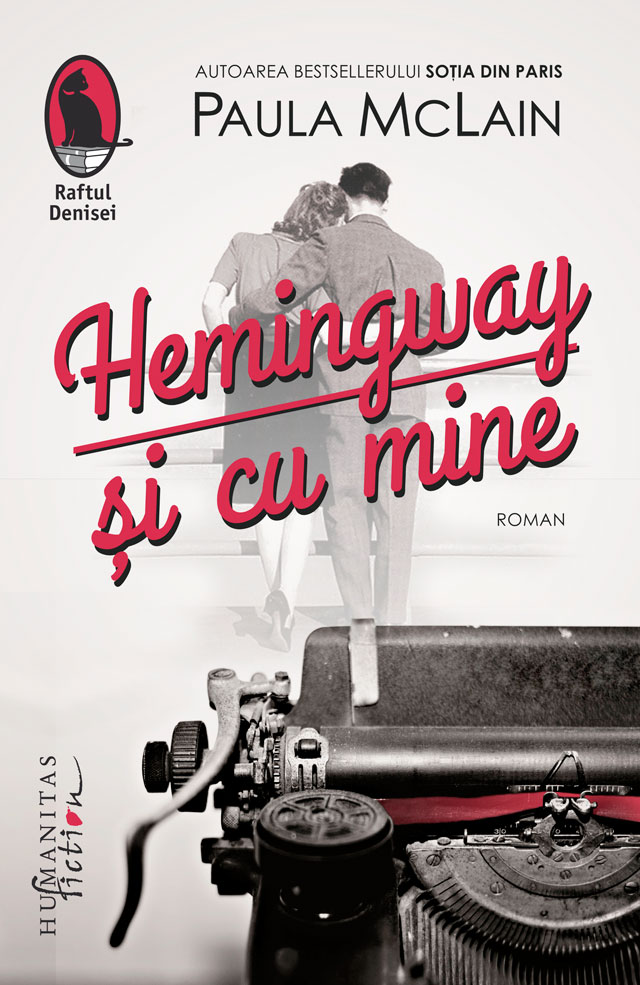 AUTOAREA BESTSELLERULUI SOȚIA DIN PARIS
PAULA MCLAIN
Raftul
Denisei
Hemingway
și cu mine
ROMAN
HUMANITAS
fiction